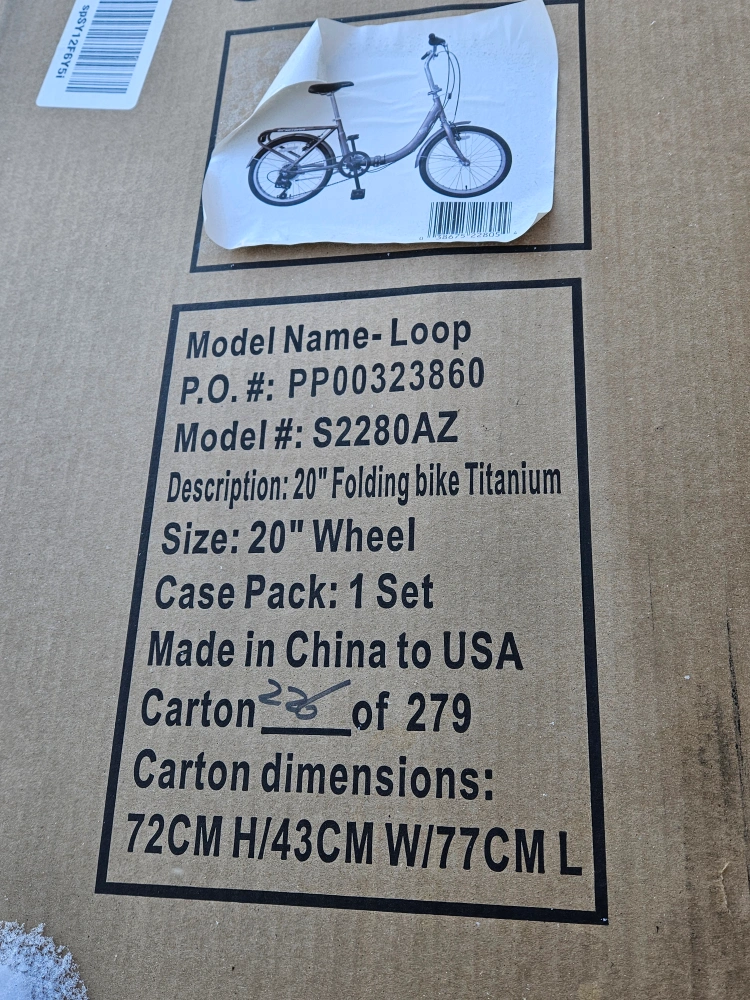 spSY12F6Y5i
Model Name- Loop
P.O. #: PP00323860
Model #: S2280AZ
Description: 20" Folding bike Titanium
Size: 20" Wheel
Case Pack: 1 Set
Made in China to USA
Carton of 279
Carton dimensions:
72CM H/43CM W/77CM L